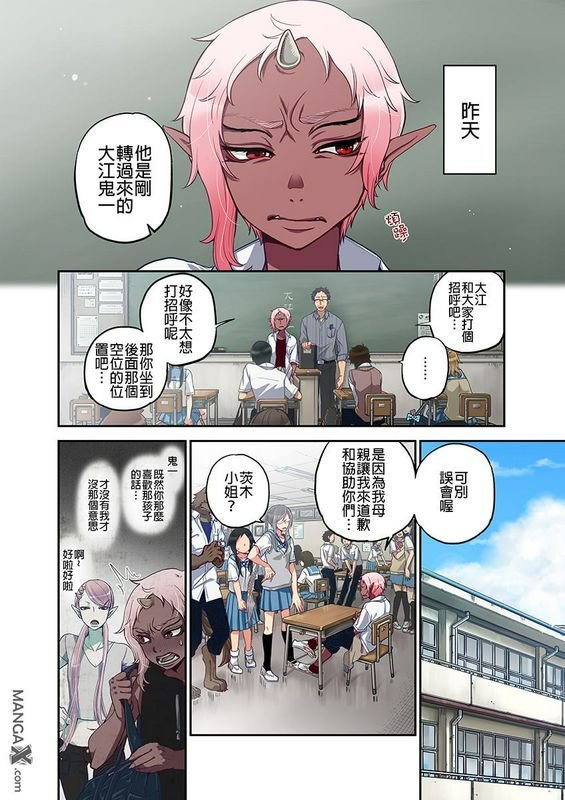 昨天
他是剛
轉過來的
大江鬼一
煩躁
大江
和大家打個
招呼吧…
……
好像不太想
打招呼呢
那你坐到
後面那個
空位的位
置吧…
可別
誤會喔
是因為我母
親讓我來道歉
和協助你們…
茨木
小姐？
鬼一
既然你那麼
喜歡那孩子
的話…
才沒有我才
沒那個意思
啊~
好啦好啦
MANGAX.com